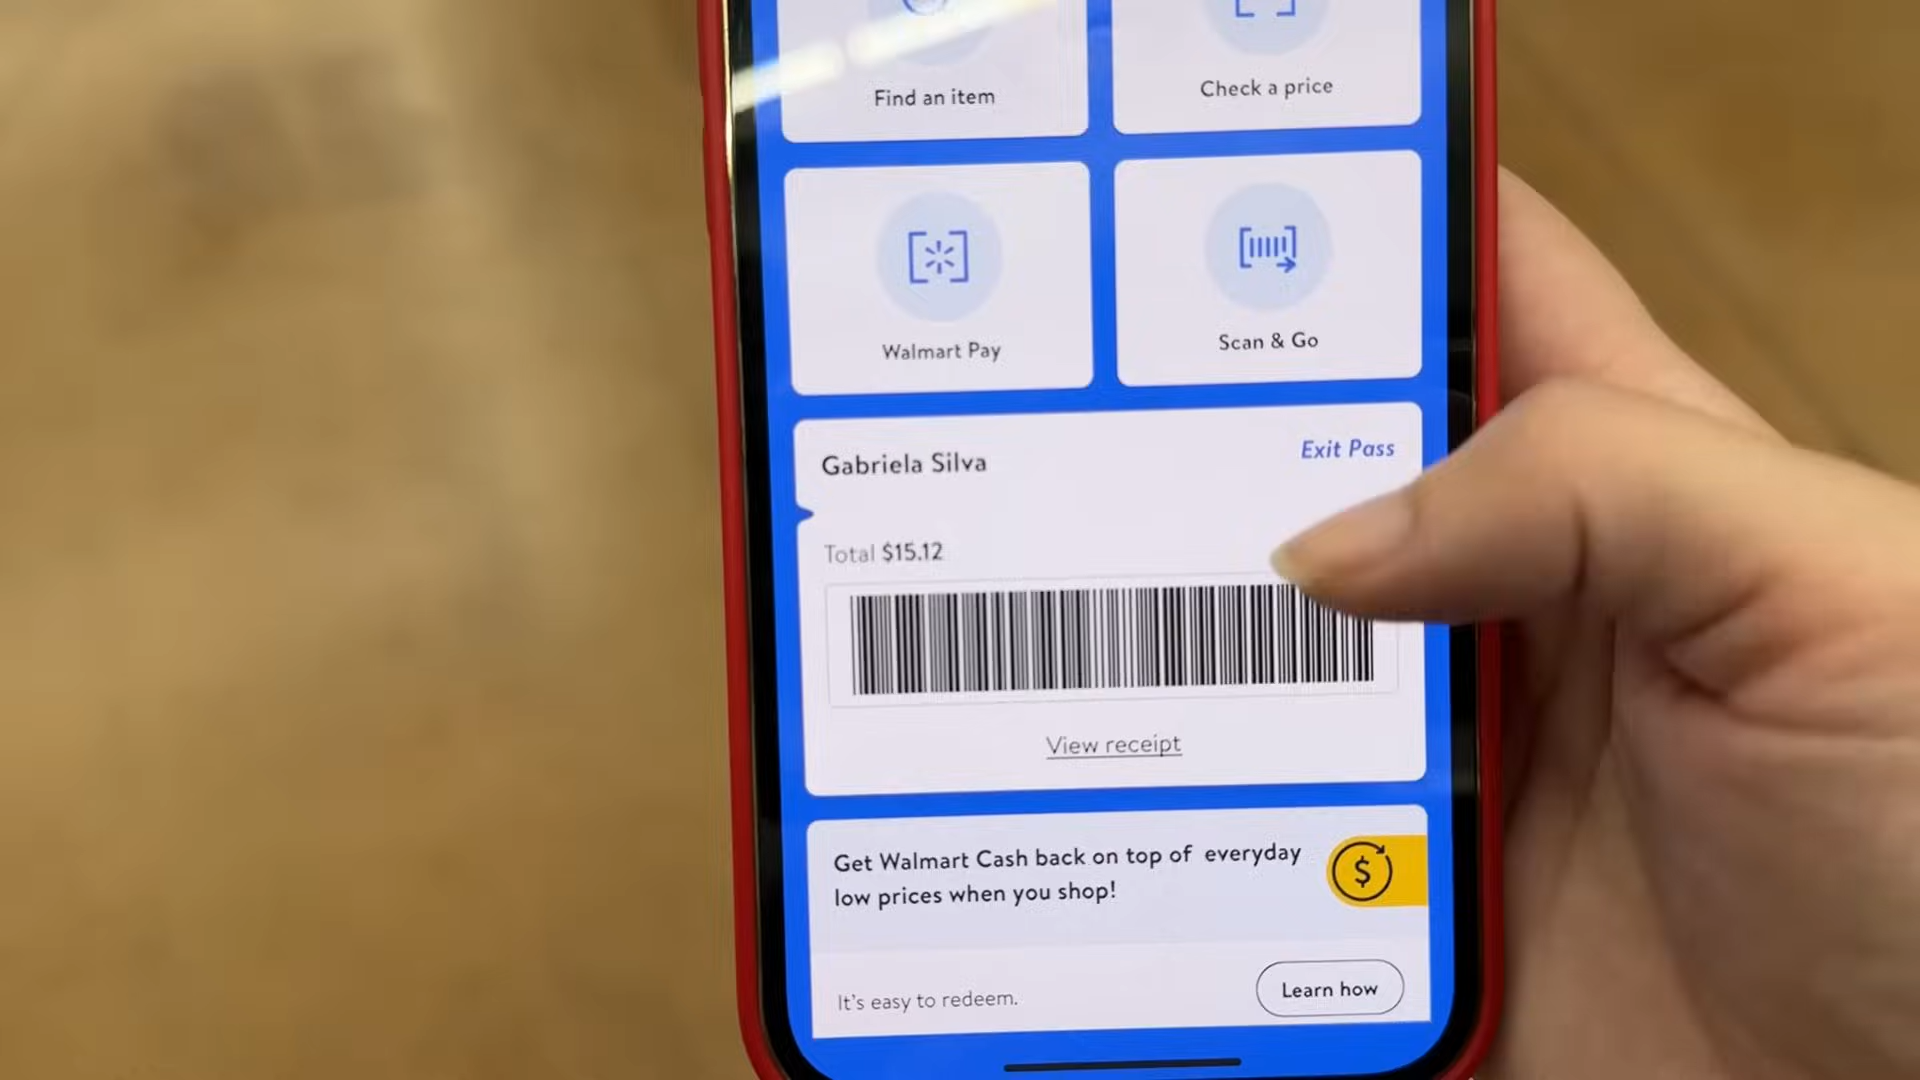 Find an item
Check a price
Walmart Pay
Scan & Go
Gabriela Silva
Exit Pass
Total $15.12
View receipt
Get Walmart Cash back on top of everyday
low prices when you shop!
$
It's easy to redeem.
Learn how